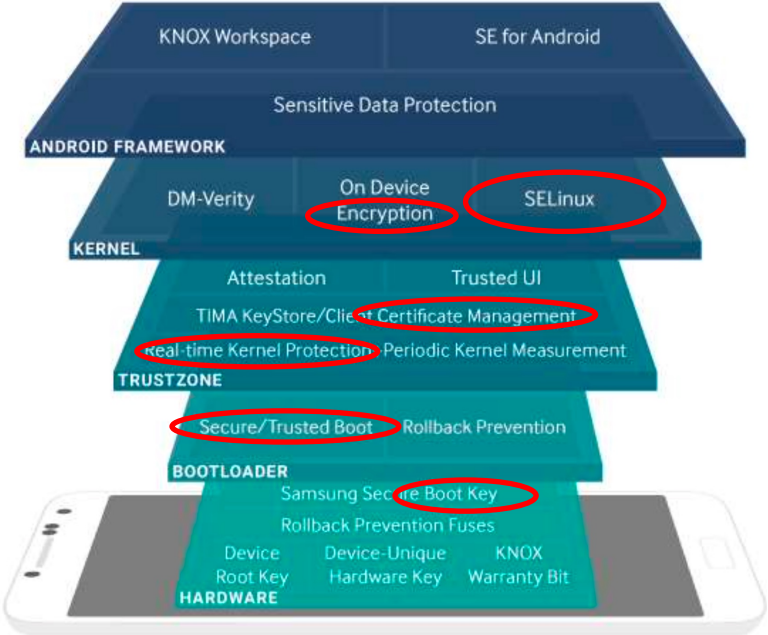 KNOX Workspace SE for Android
Sensitive Data Protection
ANDROID FRAMEWORK
DM-Verity On Device Encryption SELinux
KERNEL
Attestation Trusted UI
TIMA KeyStore/Client Certificate Management
Real-time Kernel Protection Periodic Kernel Measurement
TRUSTZONE
Secure/Trusted Boot Rollback Prevention
BOOTLOADER
Samsung Secure Boot Key
Rollback Prevention Fuses
Device Device-Unique KNOX
Root Key Hardware Key Warranty Bit
HARDWARE